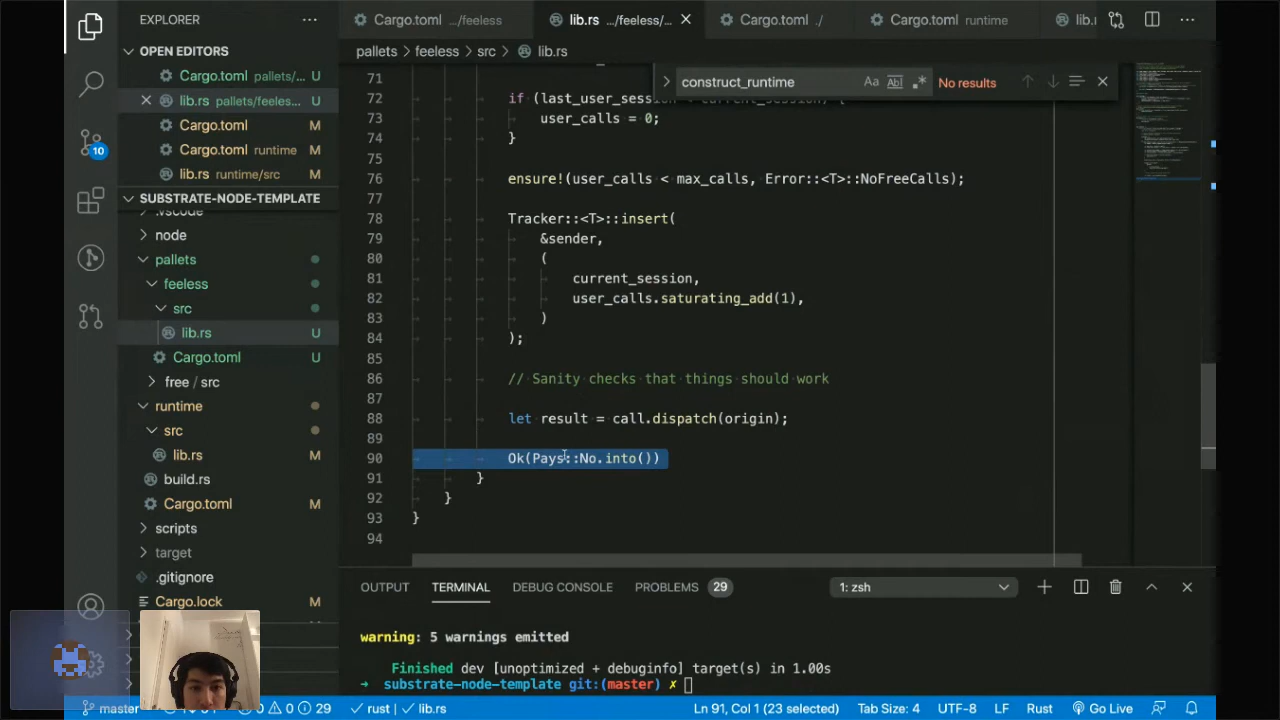 EXPLORER
Cargo.toml .../feeless
lib.rs .../feeless/...
Cargo.toml ./
Cargo.toml runtime
lib.
OPEN EDITORS
Cargo.toml pallets/... U
lib.rs pallets/feeles... U
Cargo.toml M
Cargo.toml runtime M
lib.rs runtime/src M
SUBSTRATE-NODE-TEMPLATE
.vscode
node
pallets
feeless
src
lib.rs U
Cargo.toml U
free / src
runtime
src
lib.rs M
build.rs
Cargo.toml M
scripts
target
.gitignore
Cargo.lock M
10
pallets > feeless > src > lib.rs
construct_runtime Aa Abl .* No results
71
72 if (last_user_session < current_session) {
73 user_calls = 0;
74 }
75
76 ensure!(user_calls < max_calls, Error::<T>::NoFreeCalls);
77
78 Tracker::<T>::insert(
79 &sender,
80 (
81 current_session,
82 user_calls.saturating_add(1),
83 )
84 );
85
86 // Sanity checks that things should work
87
88 let result = call.dispatch(origin);
89
90 Ok(Pays::No.into())
91 }
92 }
93 }
94
OUTPUT TERMINAL DEBUG CONSOLE PROBLEMS 29 1: zsh
warning: 5 warnings emitted
Finished dev [unoptimized + debuginfo] target(s) in 1.00s
➜ substrate-node-template git:(master) ✗
master 0 29 rust | lib.rs Ln 91, Col 1 (23 selected) Tab Size: 4 UTF-8 LF Rust Go Live